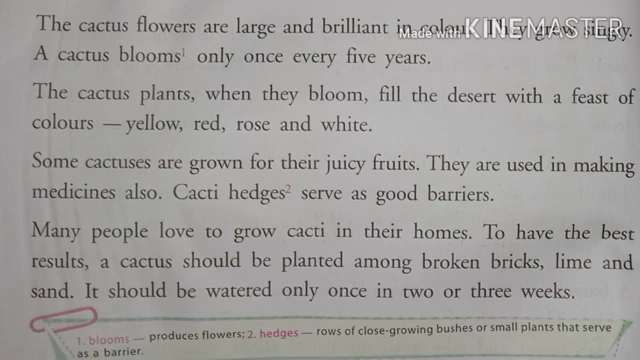 The cactus flowers are large and brilliant in colour. They grow singly.
Made with KINEMASTER
A cactus blooms¹ only once every five years.
The cactus plants, when they bloom, fill the desert with a feast of
colours — yellow, red, rose and white.
Some cactuses are grown for their juicy fruits. They are used in making
medicines also. Cacti hedges² serve as good barriers.
Many people love to grow cacti in their homes. To have the best
results, a cactus should be planted among broken bricks, lime and
sand. It should be watered only once in two or three weeks.
1. blooms — produces flowers; 2. hedges — rows of close-growing bushes or small plants that serve
as a barrier.